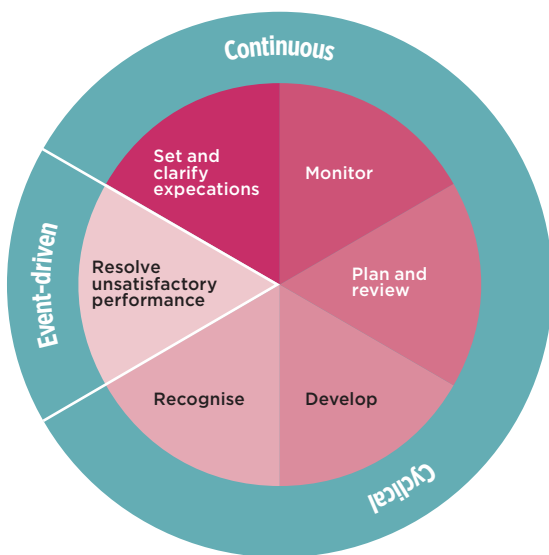 Continuous
Set and
clarify
expecations
Monitor
Event-driven
Resolve
unsatisfactory
performance
Plan and
review
Recognise
Develop
Cyclical